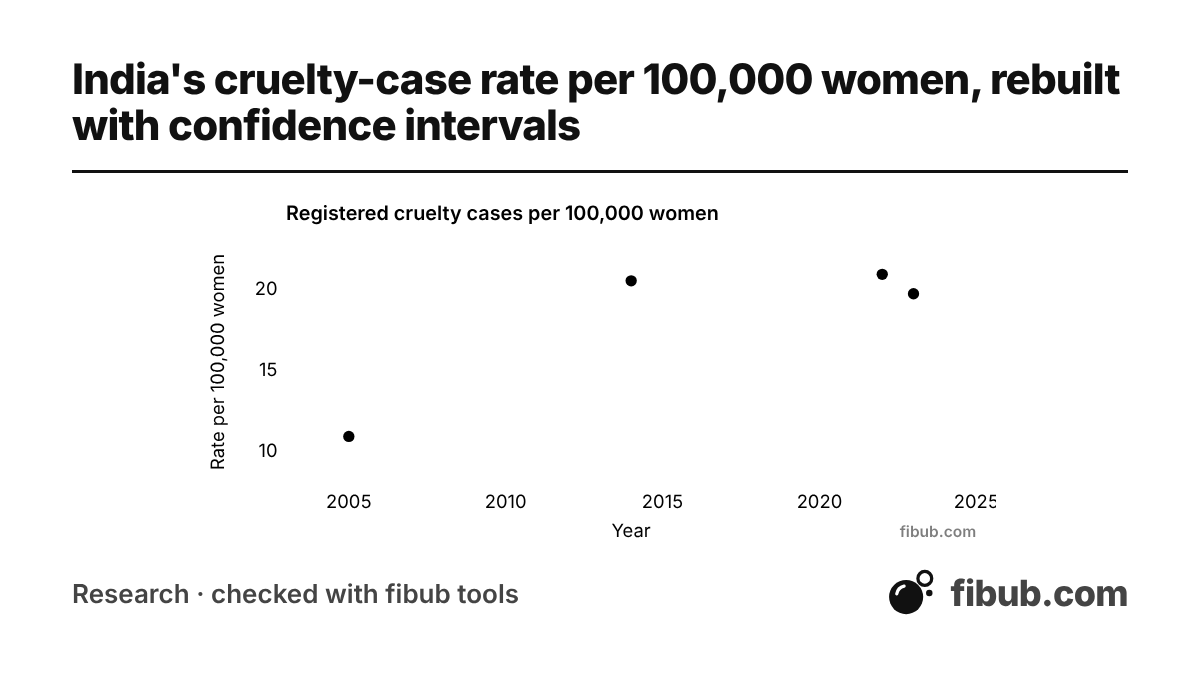 India's cruelty-case rate per 100,000 women, rebuilt
with confidence intervals
Registered cruelty cases per 100,000 women
Rate per 100,000 women
20
15
10
2005 2010 2015 2020 2025
Year
fibub.com
Research · checked with fibub tools
fibub.com